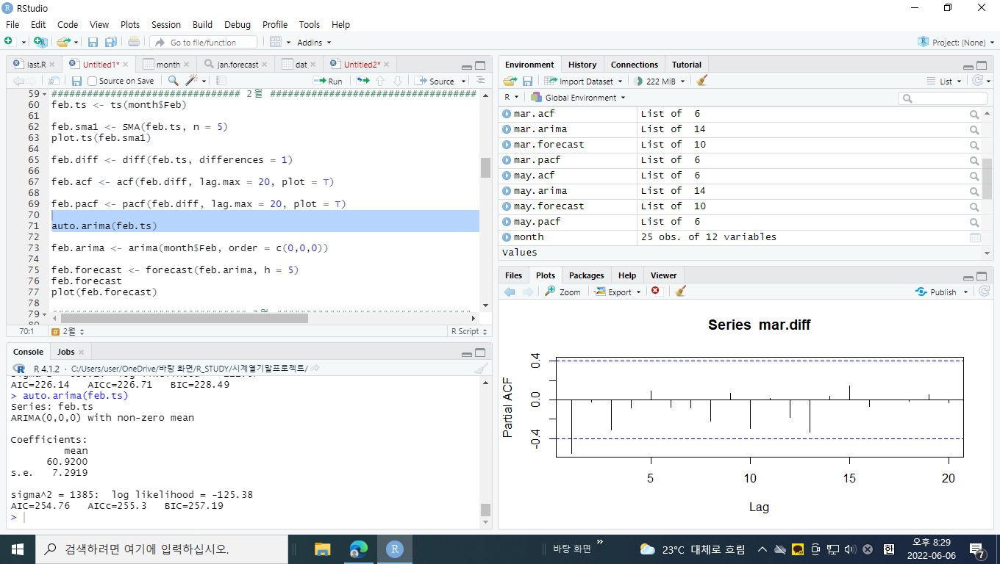 RStudio
File Edit Code View Plots Session Build Debug Profile Tools Help
Go to file/function Addins Project: (None)
last.R Untitled1* month jan.forecast dat Untitled2*
Source on Save Run Source
59 ################################ 2월 ###################################
60 feb.ts <- ts(month$Feb)
61
62 feb.sma1 <- SMA(feb.ts, n = 5)
63 plot.ts(feb.sma1)
64
65 feb.diff <- diff(feb.ts, differences = 1)
66
67 feb.acf <- acf(feb.diff, lag.max = 20, plot = T)
68
69 feb.pacf <- pacf(feb.diff, lag.max = 20, plot = T)
70
71 auto.arima(feb.ts)
72
73 feb.arima <- arima(month$Feb, order = c(0,0,0))
74
75 feb.forecast <- forecast(feb.arima, h = 5)
76 feb.forecast
77 plot(feb.forecast)
78
79
80
70:1 # 2월 R Script
Console Jobs
R 4.1.2 · C:/Users/user/OneDrive/바탕 화면/R_STUDY/시계열기말프로젝트/
AIC=226.14 AICc=226.71 BIC=228.49
> auto.arima(feb.ts)
Series: feb.ts
ARIMA(0,0,0) with non-zero mean
Coefficients:
mean
60.9200
s.e. 7.2919
sigma^2 = 1385: log likelihood = -125.38
AIC=254.76 AICc=255.3 BIC=257.19
>
Environment History Connections Tutorial
Import Dataset 222 MiB List
R Global Environment
mar.acf List of 6
mar.arima List of 14
mar.forecast List of 10
mar.pacf List of 6
may.acf List of 6
may.arima List of 14
may.forecast List of 10
may.pacf List of 6
month 25 obs. of 12 variables
Values
Files Plots Packages Help Viewer
Zoom Export Publish
Series mar.diff
Partial ACF
0.4
0.0
-0.4
5 10 15 20
Lag
검색하려면 여기에 입력하십시오.
바탕 화면 » 23°C 대체로 흐림 한 오후 8:29
2022-06-06 7